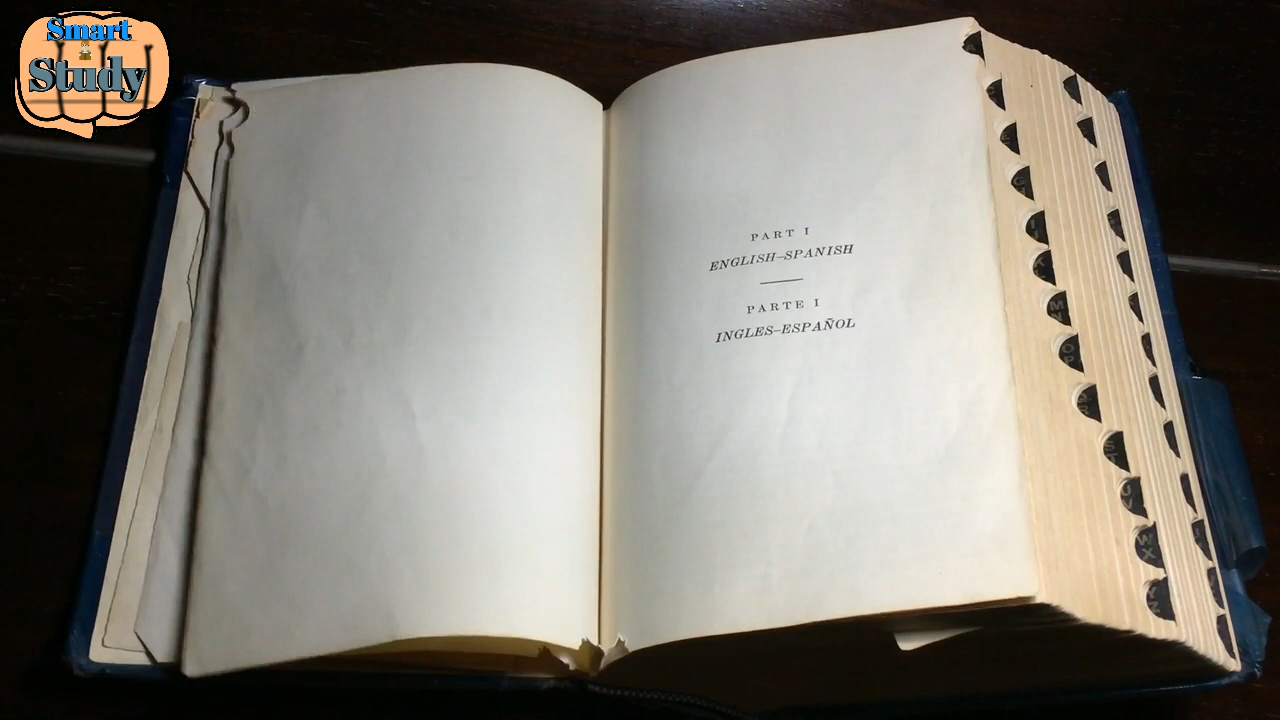 Smart
Study
PART I
ENGLISH–SPANISH
PARTE I
INGLES–ESPAÑOL
M
N
O
P
S
T
U
V
W
X
Y
Z